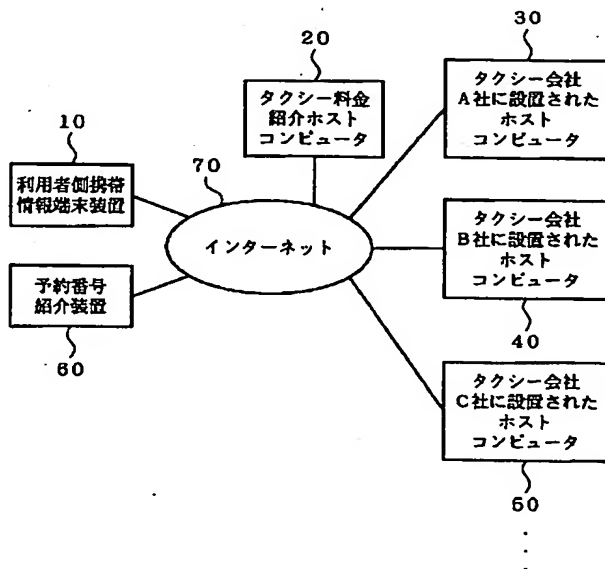 20
タクシー料金
紹介ホスト
コンピュータ
30
タクシー会社
A社に設置された
ホスト
コンピュータ
10
利用者側携帯
情報端末装置
70
インターネット
タクシー会社
B社に設置された
ホスト
コンピュータ
40
予約番号
紹介装置
60
タクシー会社
C社に設置された
ホスト
コンピュータ
50